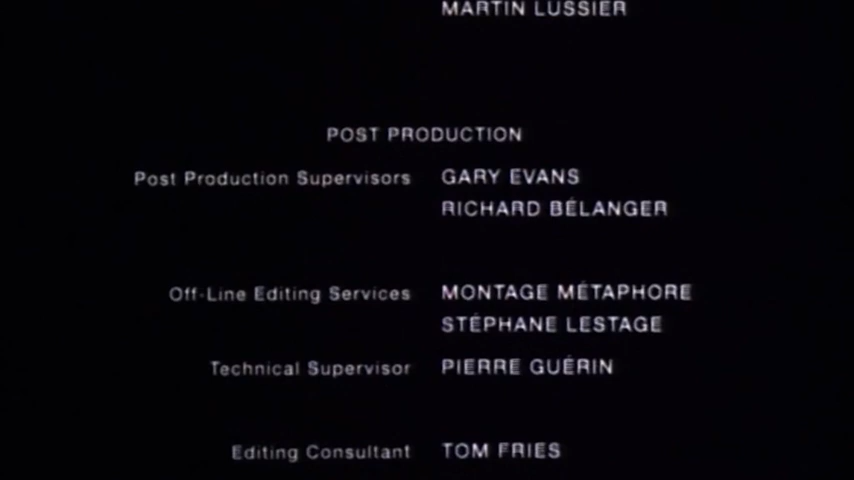 MARTIN LUSSIER
POST PRODUCTION
Post Production Supervisors GARY EVANS
RICHARD BÉLANGER
Off-Line Editing Services MONTAGE MÉTAPHORE
STÉPHANE LESTAGE
Technical Supervisor PIERRE GUÉRIN
Editing Consultant TOM FRIES